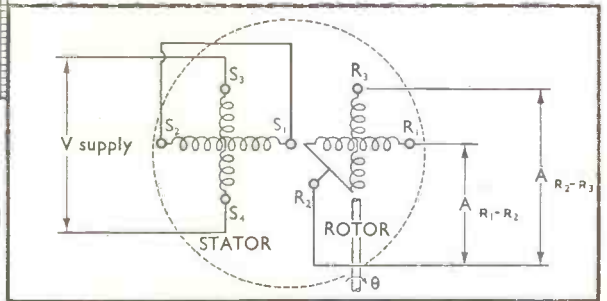 S₃
R₃
V supply
S₂
S₁
R₁
R₂
S₄
STATOR
ROTOR
A R₁-R₂
A R₂-R₃
θ